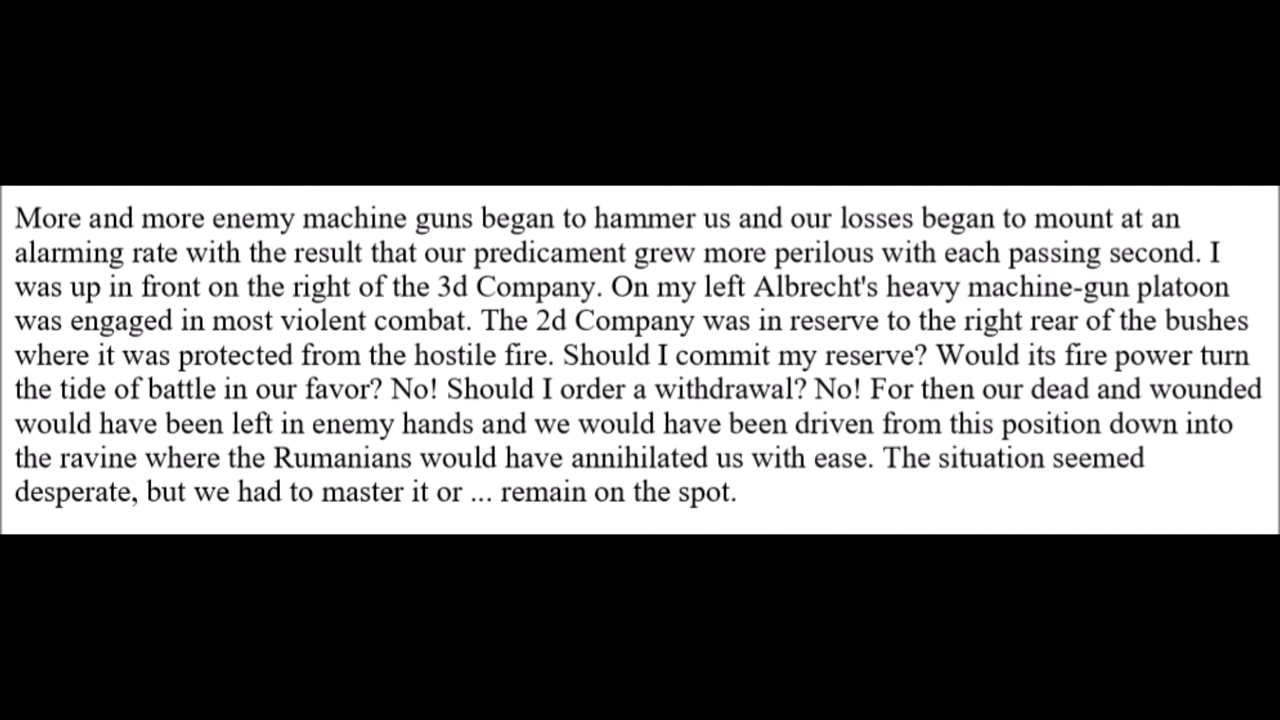 More and more enemy machine guns began to hammer us and our losses began to mount at an
alarming rate with the result that our predicament grew more perilous with each passing second. I
was up in front on the right of the 3d Company. On my left Albrecht's heavy machine-gun platoon
was engaged in most violent combat. The 2d Company was in reserve to the right rear of the bushes
where it was protected from the hostile fire. Should I commit my reserve? Would its fire power turn
the tide of battle in our favor? No! Should I order a withdrawal? No! For then our dead and wounded
would have been left in enemy hands and we would have been driven from this position down into
the ravine where the Rumanians would have annihilated us with ease. The situation seemed
desperate, but we had to master it or ... remain on the spot.